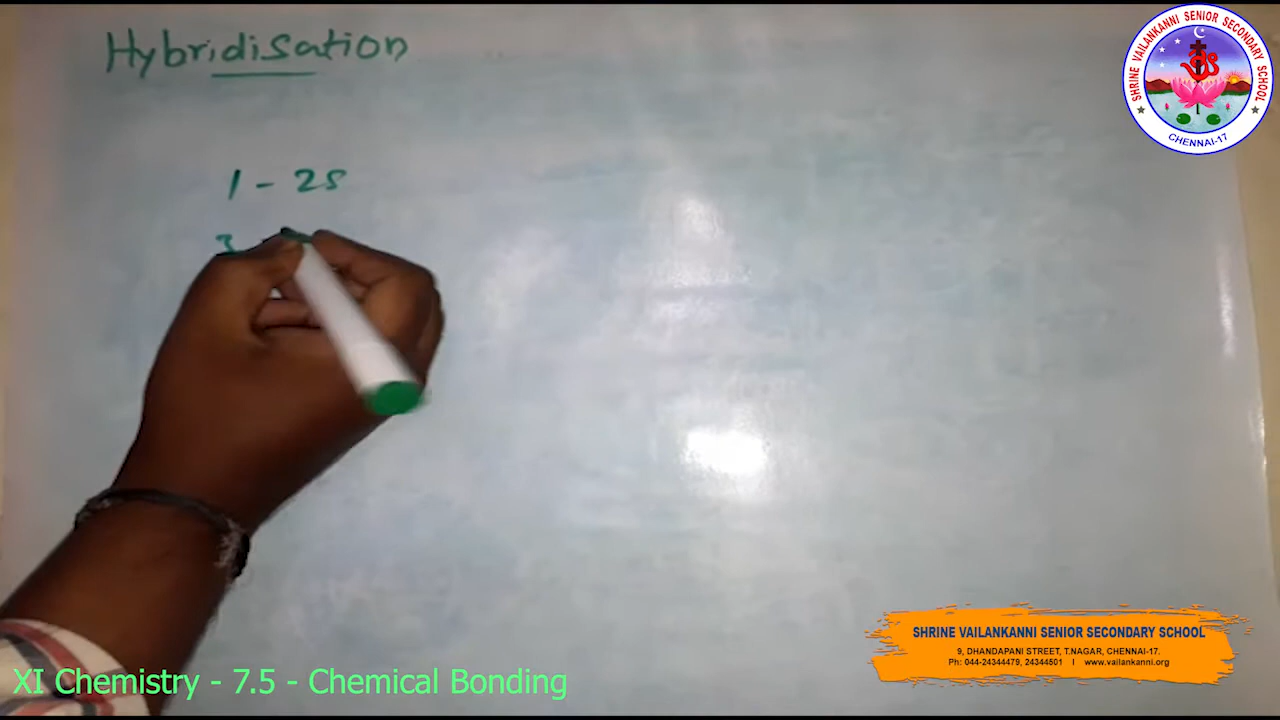 Hybridisation
1 - 2s
3
SHRINE VAILANKANNI SENIOR SECONDARY SCHOOL
CHENNAI-17
SHRINE VAILANKANNI SENIOR SECONDARY SCHOOL
9, DHANDAPANI STREET, T.NAGAR, CHENNAI-17.
Ph: 044-24344479, 24344501 I www.vailankanni.org
XI Chemistry - 7.5 - Chemical Bonding